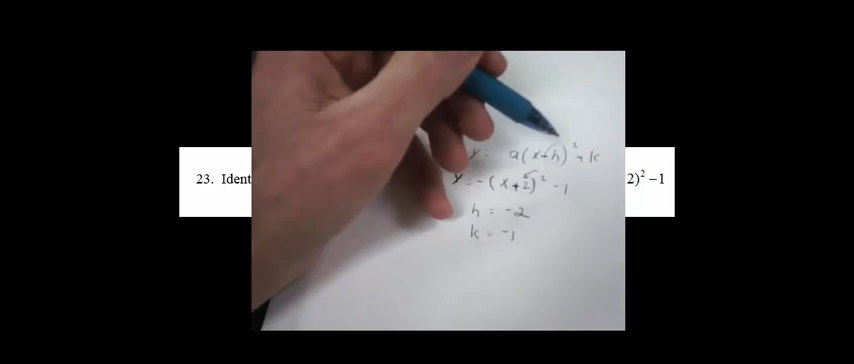 23. Ident
2)² −1
y = a(x-h)² + k
y = -(x+2)² -1
h = -2
k = -1